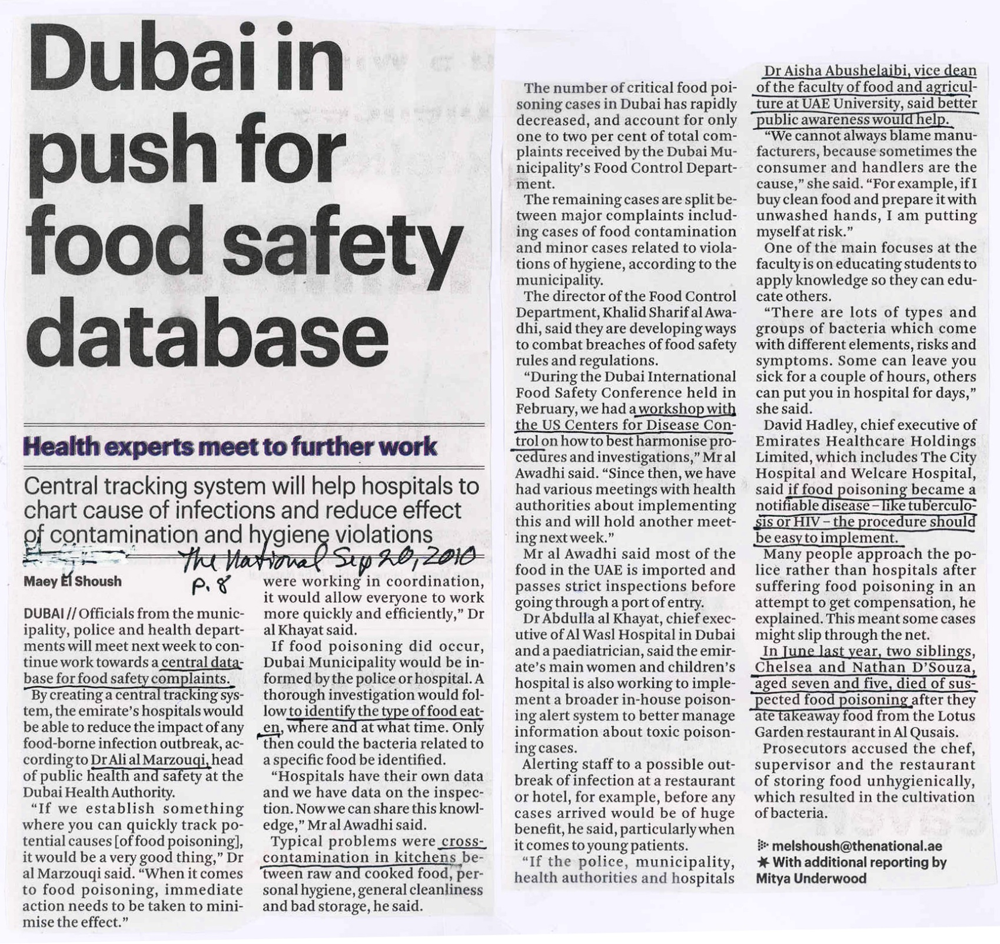 Dubai in
push for
food safety
database
Health experts meet to further work
Central tracking system will help hospitals to
chart cause of infections and reduce effect
of contamination and hygiene violations
The National Sep 20, 2010
P. 8
Maey El Shoush
DUBAI // Officials from the munic-
ipality, police and health depart-
ments will meet next week to con-
tinue work towards a central data-
base for food safety complaints.
By creating a central tracking sys-
tem, the emirate's hospitals would
be able to reduce the impact of any
food-borne infection outbreak, ac-
cording to Dr Ali al Marzouqi, head
of public health and safety at the
Dubai Health Authority.
“If we establish something
where you can quickly track po-
tential causes [of food poisoning],
it would be a very good thing,” Dr
al Marzouqi said. “When it comes
to food poisoning, immediate
action needs to be taken to mini-
mise the effect.”
were working in coordination,
it would allow everyone to work
more quickly and efficiently,” Dr
al Khayat said.
If food poisoning did occur,
Dubai Municipality would be in-
formed by the police or hospital. A
thorough investigation would fol-
low to identify the type of food eat-
en, where and at what time. Only
then could the bacteria related to
a specific food be identified.
“Hospitals have their own data
and we have data on the inspec-
tion. Now we can share this knowl-
edge,” Mr al Awadhi said.
Typical problems were cross-
contamination in kitchens be-
tween raw and cooked food, per-
sonal hygiene, general cleanliness
and bad storage, he said.
The number of critical food poi-
soning cases in Dubai has rapidly
decreased, and account for only
one to two per cent of total com-
plaints received by the Dubai Mu-
nicipality's Food Control Depart-
ment.
The remaining cases are split be-
tween major complaints includ-
ing cases of food contamination
and minor cases related to viola-
tions of hygiene, according to the
municipality.
The director of the Food Control
Department, Khalid Sharif al Awa-
dhi, said they are developing ways
to combat breaches of food safety
rules and regulations.
“During the Dubai International
Food Safety Conference held in
February, we had a workshop with
the US Centers for Disease Con-
trol on how to best harmonise pro-
cedures and investigations,” Mr al
Awadhi said. “Since then, we have
had various meetings with health
authorities about implementing
this and will hold another meet-
ing next week.”
Mr al Awadhi said most of the
food in the UAE is imported and
passes strict inspections before
going through a port of entry.
Dr Abdulla al Khayat, chief exec-
utive of Al Wasl Hospital in Dubai
and a paediatrician, said the emir-
ate's main women and children's
hospital is also working to imple-
ment a broader in-house poison-
ing alert system to better manage
information about toxic poison-
ing cases.
Alerting staff to a possible out-
break of infection at a restaurant
or hotel, for example, before any
cases arrived would be of huge
benefit, he said, particularly when
it comes to young patients.
“If the police, municipality,
health authorities and hospitals
Dr Aisha Abushelaibi, vice dean
of the faculty of food and agricul-
ture at UAE University, said better
public awareness would help.
“We cannot always blame manu-
facturers, because sometimes the
consumer and handlers are the
cause,” she said. “For example, if I
buy clean food and prepare it with
unwashed hands, I am putting
myself at risk.”
One of the main focuses at the
faculty is on educating students to
apply knowledge so they can edu-
cate others.
“There are lots of types and
groups of bacteria which come
with different elements, risks and
symptoms. Some can leave you
sick for a couple of hours, others
can put you in hospital for days,”
she said.
David Hadley, chief executive of
Emirates Healthcare Holdings
Limited, which includes The City
Hospital and Welcare Hospital,
said if food poisoning became a
notifiable disease – like tuberculo-
sis or HIV – the procedure should
be easy to implement.
Many people approach the po-
lice rather than hospitals after
suffering food poisoning in an
attempt to get compensation, he
explained. This meant some cases
might slip through the net.
In June last year, two siblings,
Chelsea and Nathan D'Souza,
aged seven and five, died of sus-
pected food poisoning after they
ate takeaway food from the Lotus
Garden restaurant in Al Qusais.
Prosecutors accused the chef,
supervisor and the restaurant
of storing food unhygienically,
which resulted in the cultivation
of bacteria.
melshoush@thenational.ae
★ With additional reporting by
Mitya Underwood